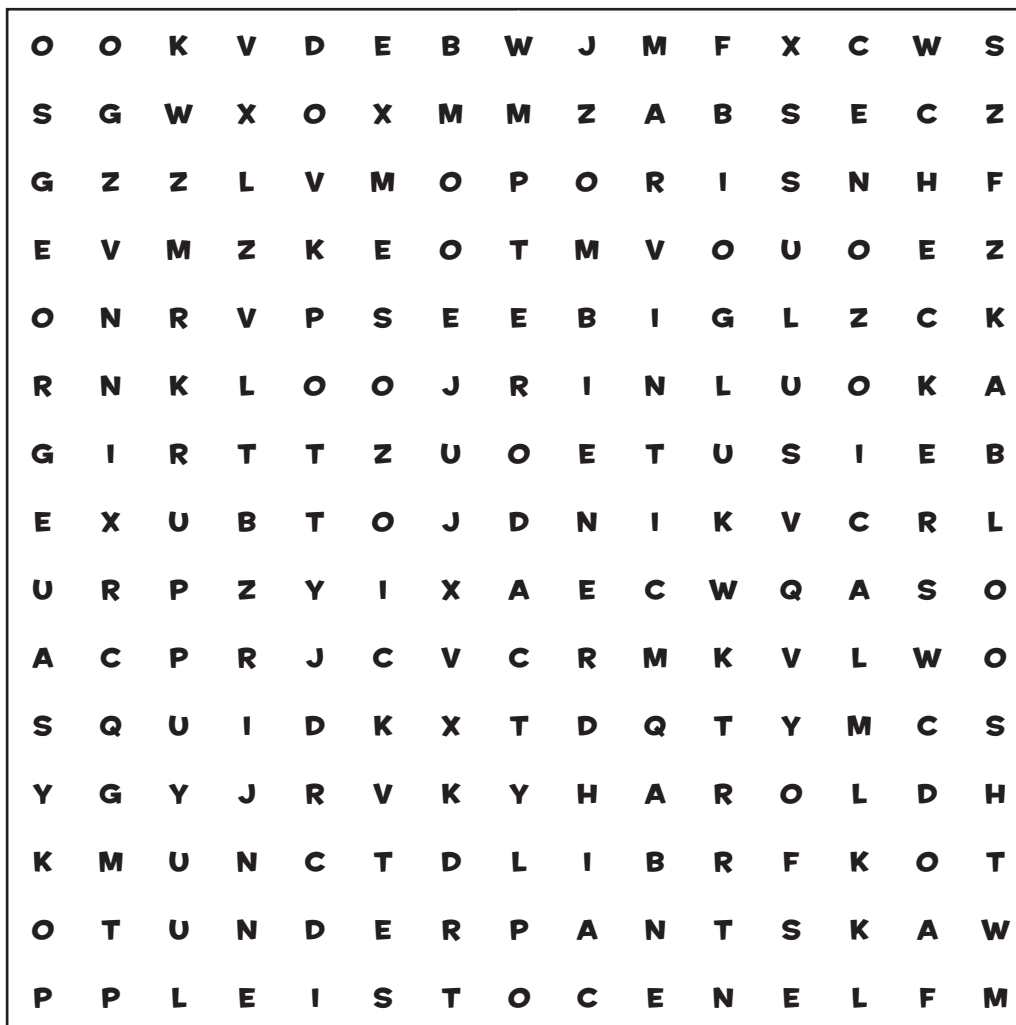 O O K V D E B W J M F X C W S
S G W X O X M M Z A B S E C Z
G Z Z L V M O P O R I S N H F
E V M Z K E O T M V O U O E Z
O N R V P S E E B I G L Z C K
R N K L O O J R I N L U O K A
G I R T T Z U O E T U S I E B
E X U B T O J D N I K V C R L
U R P Z Y I X A E C W Q A S O
A C P R J C V C R M K V L W O
S Q U I D K X T D Q T Y M C S
Y G Y J R V K Y H A R O L D H
K M U N C T D L I B R F K O T
O T U N D E R P A N T S K A W
P P L E I S T O C E N E L F M